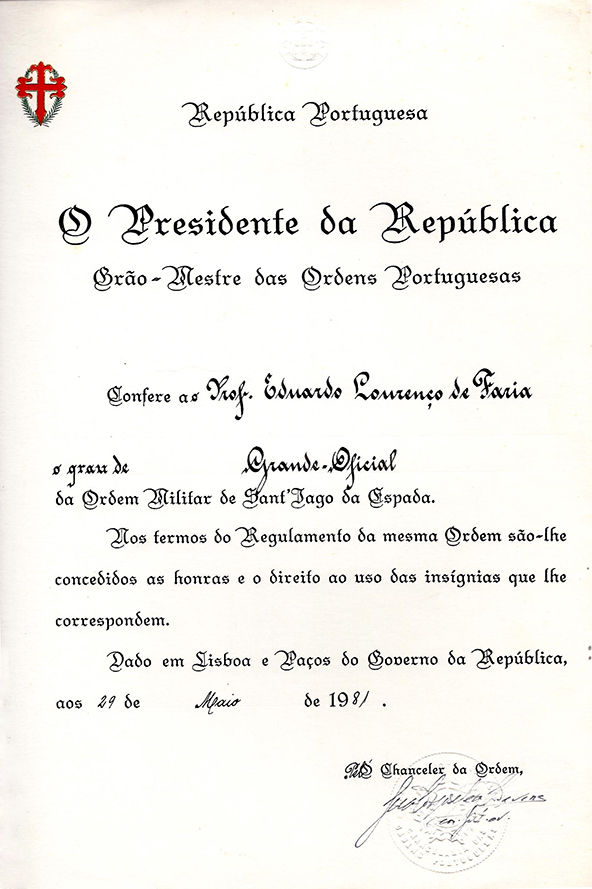 República Portuguesa
O Presidente da República
Grão-Mestre das Ordens Portuguesas
Confere ao Prof. Eduardo Lourenço de Faria
o grau de Grande-Oficial
da Ordem Militar de Sant'Iago da Espada.
Nos termos do Regulamento da mesma Ordem são-lhe
concedidos as honras e o direito ao uso das insígnias que lhe
correspondem.
Dado em Lisboa e Paços do Governo da República,
aos 29 de Maio de 1981.
Chanceler da Ordem,